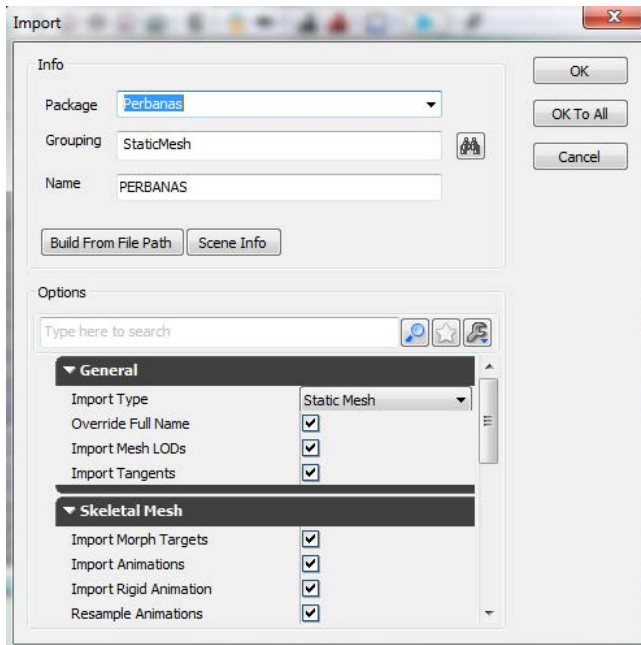 Import
Info
Package Perbanas
OK
Grouping StaticMesh
OK To All
Name PERBANAS
Cancel
Build From File Path Scene Info
Options
Type here to search
General
Import Type Static Mesh
Override Full Name
Import Mesh LODs
Import Tangents
Skeletal Mesh
Import Morph Targets
Import Animations
Import Rigid Animation
Resample Animations